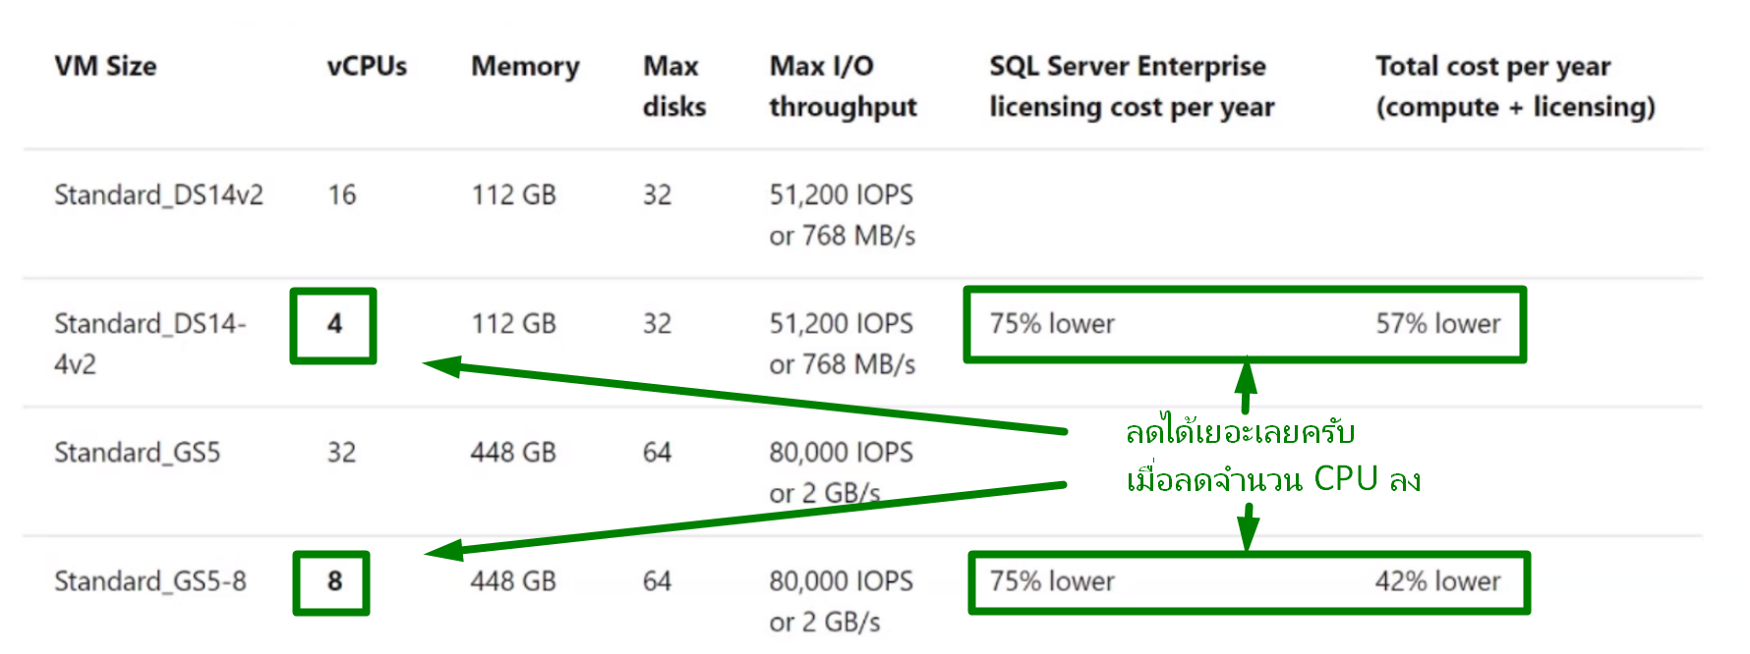 VM Size vCPUs Memory Max disks Max I/O throughput SQL Server Enterprise licensing cost per year Total cost per year (compute + licensing)
Standard_DS14v2 16 112 GB 32 51,200 IOPS or 768 MB/s
Standard_DS14-4v2 4 112 GB 32 51,200 IOPS or 768 MB/s 75% lower 57% lower
ลดได้เยอะเลยครับ
เมื่อลดจำนวน CPU ลง
Standard_GS5 32 448 GB 64 80,000 IOPS or 2 GB/s
Standard_GS5-8 8 448 GB 64 80,000 IOPS or 2 GB/s 75% lower 42% lower